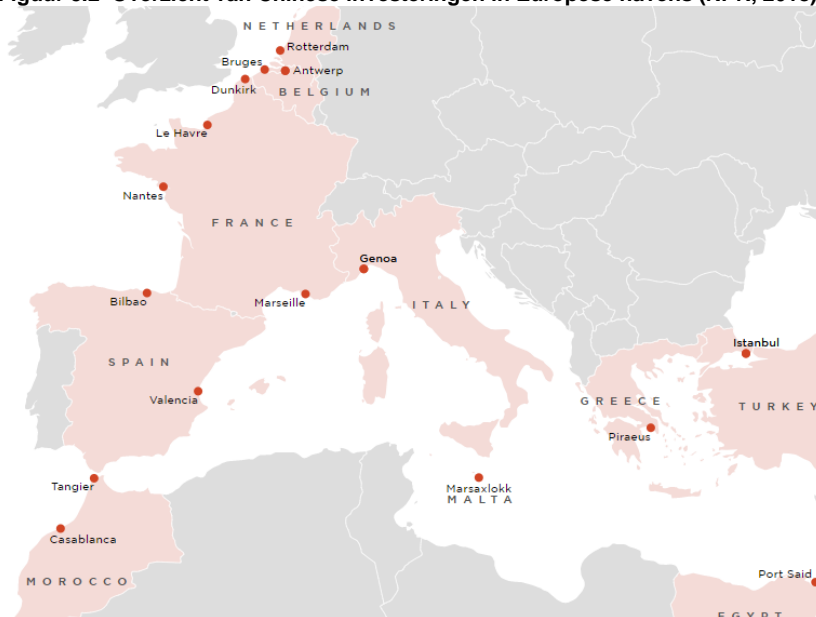 NETHERLANDS
Rotterdam
Bruges
Antwerp
Dunkirk
BELGIUM
Le Havre
Nantes
FRANCE
Genoa
Bilbao
Marseille
ITALY
Istanbul
SPAIN
Valencia
GREECE
TURKEY
Piraeus
Tangier
Marsaxlokk
MALTA
Casablanca
Port Said
MOROCCO
EGYPT